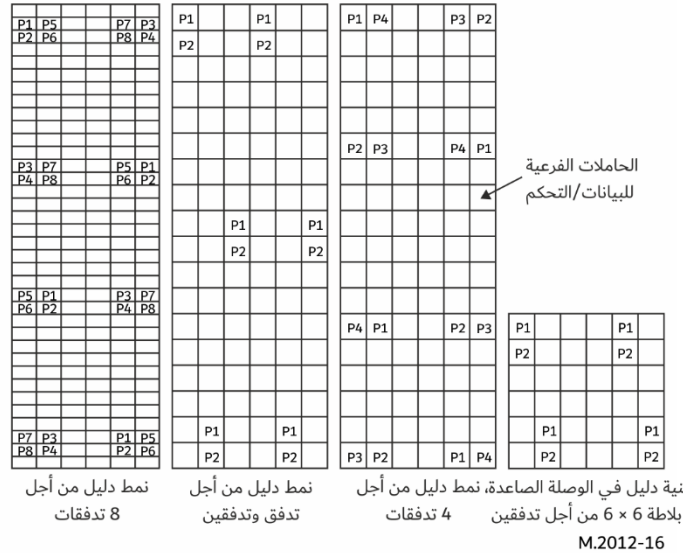 P1 P5 P7 P3
P2 P6 P8 P4
P3 P7 P5 P1
P4 P8 P6 P2
P5 P1 P3 P7
P6 P2 P4 P8
P7 P3 P1 P5
P8 P4 P2 P6
نمط دليل من أجل
8 تدفقات
P1 P1
P2 P2
P1 P1
P2 P2
P1 P1
P2 P2
نمط دليل من أجل
تدفق وتدفقين
P1 P4 P3 P2
P2 P3 P4 P1
P4 P1 P2 P3
P3 P2 P1 P4
نمط دليل من أجل
4 تدفقات
الحاملات الفرعية
للبيانات/التحكم
P1 P1
P2 P2
P1 P1
P2 P2
دليل في الوصلة الصاعدة،
بلاطة 6 × 6 من أجل تدفقين
M.2012-16